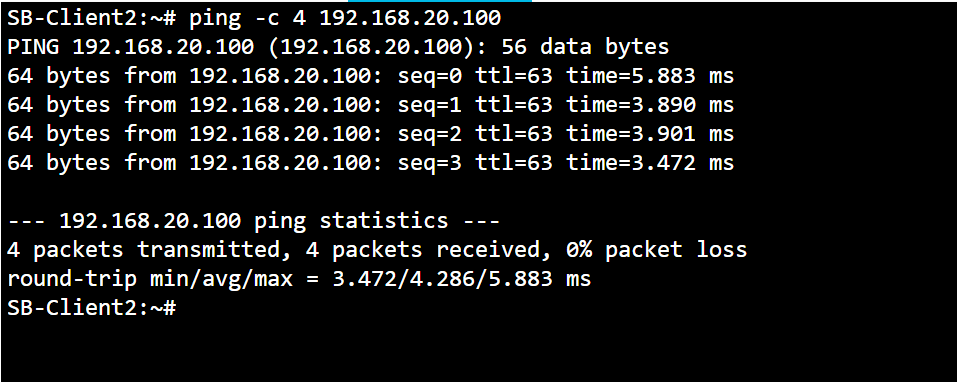 SB-Client2:~# ping -c 4 192.168.20.100
PING 192.168.20.100 (192.168.20.100): 56 data bytes
64 bytes from 192.168.20.100: seq=0 ttl=63 time=5.883 ms
64 bytes from 192.168.20.100: seq=1 ttl=63 time=3.890 ms
64 bytes from 192.168.20.100: seq=2 ttl=63 time=3.901 ms
64 bytes from 192.168.20.100: seq=3 ttl=63 time=3.472 ms

--- 192.168.20.100 ping statistics ---
4 packets transmitted, 4 packets received, 0% packet loss
round-trip min/avg/max = 3.472/4.286/5.883 ms
SB-Client2:~#